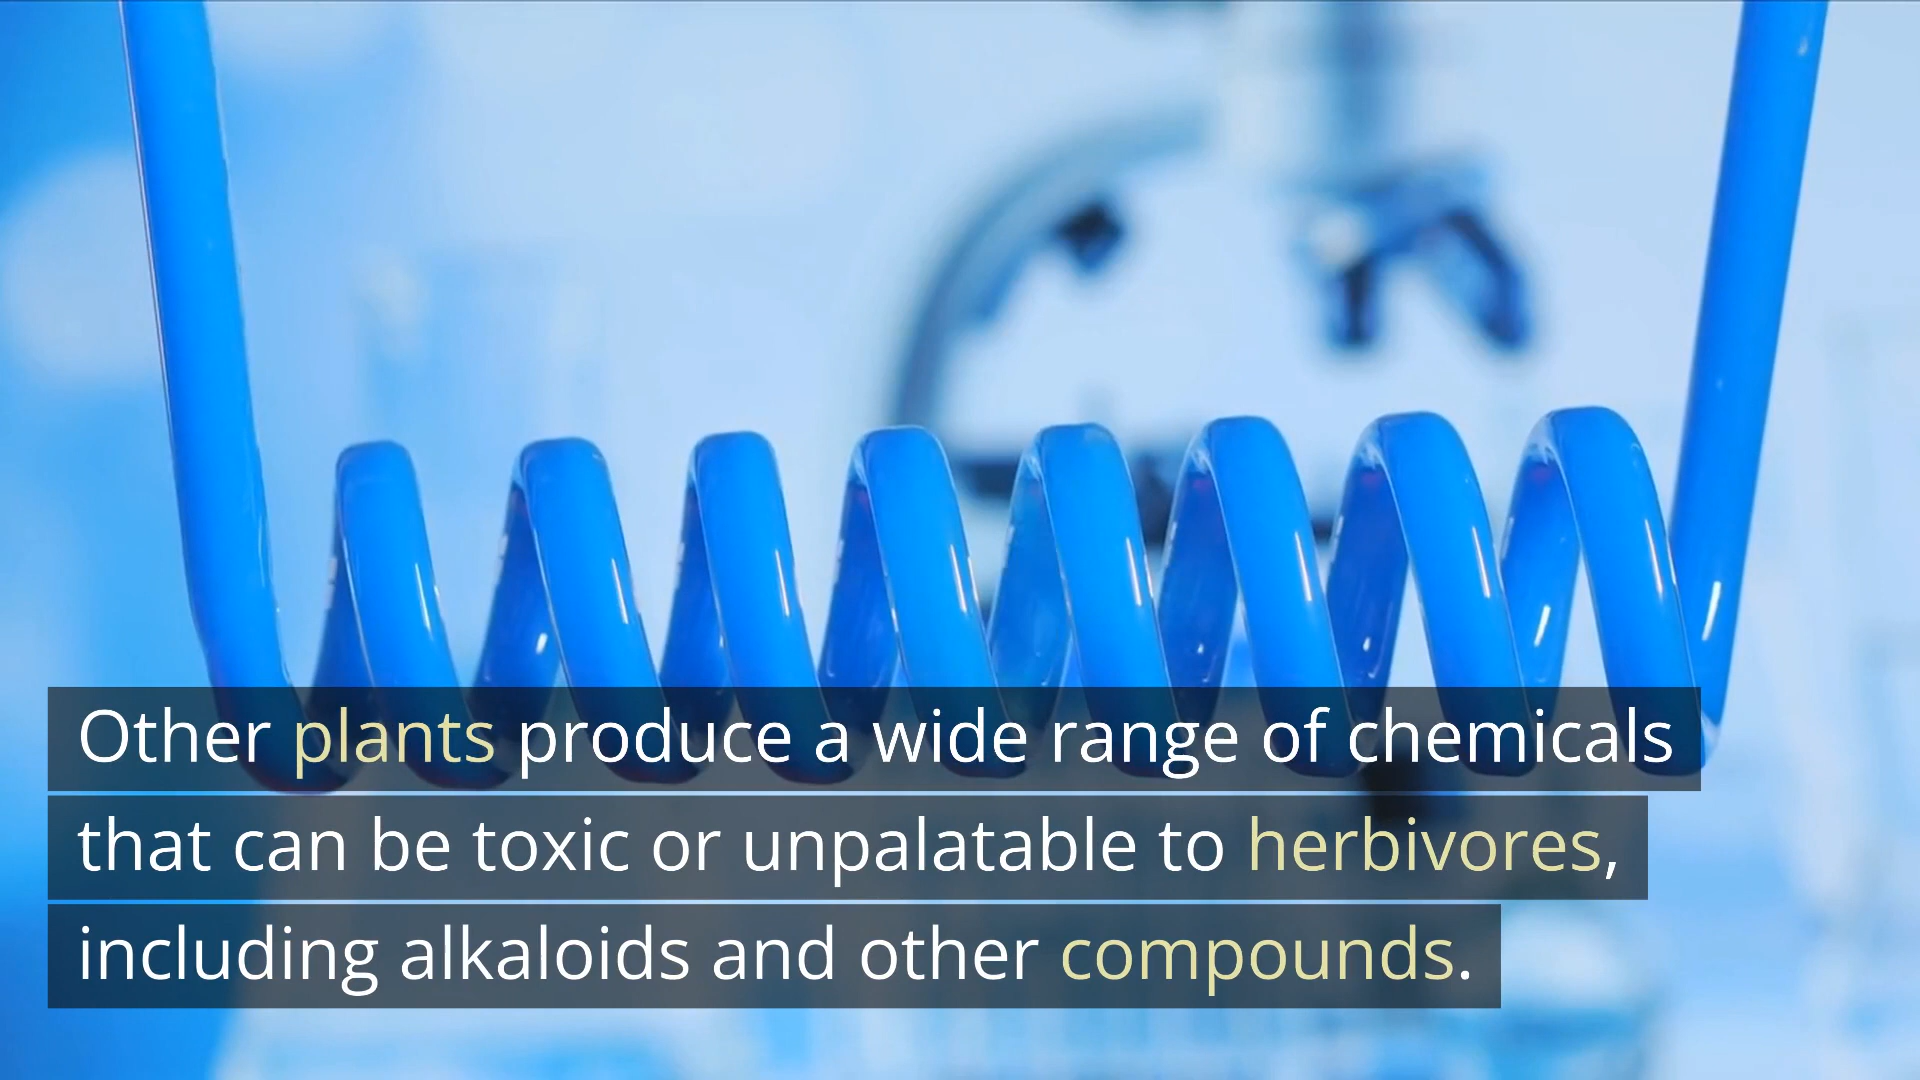 Other plants produce a wide range of chemicals
that can be toxic or unpalatable to herbivores,
including alkaloids and other compounds.